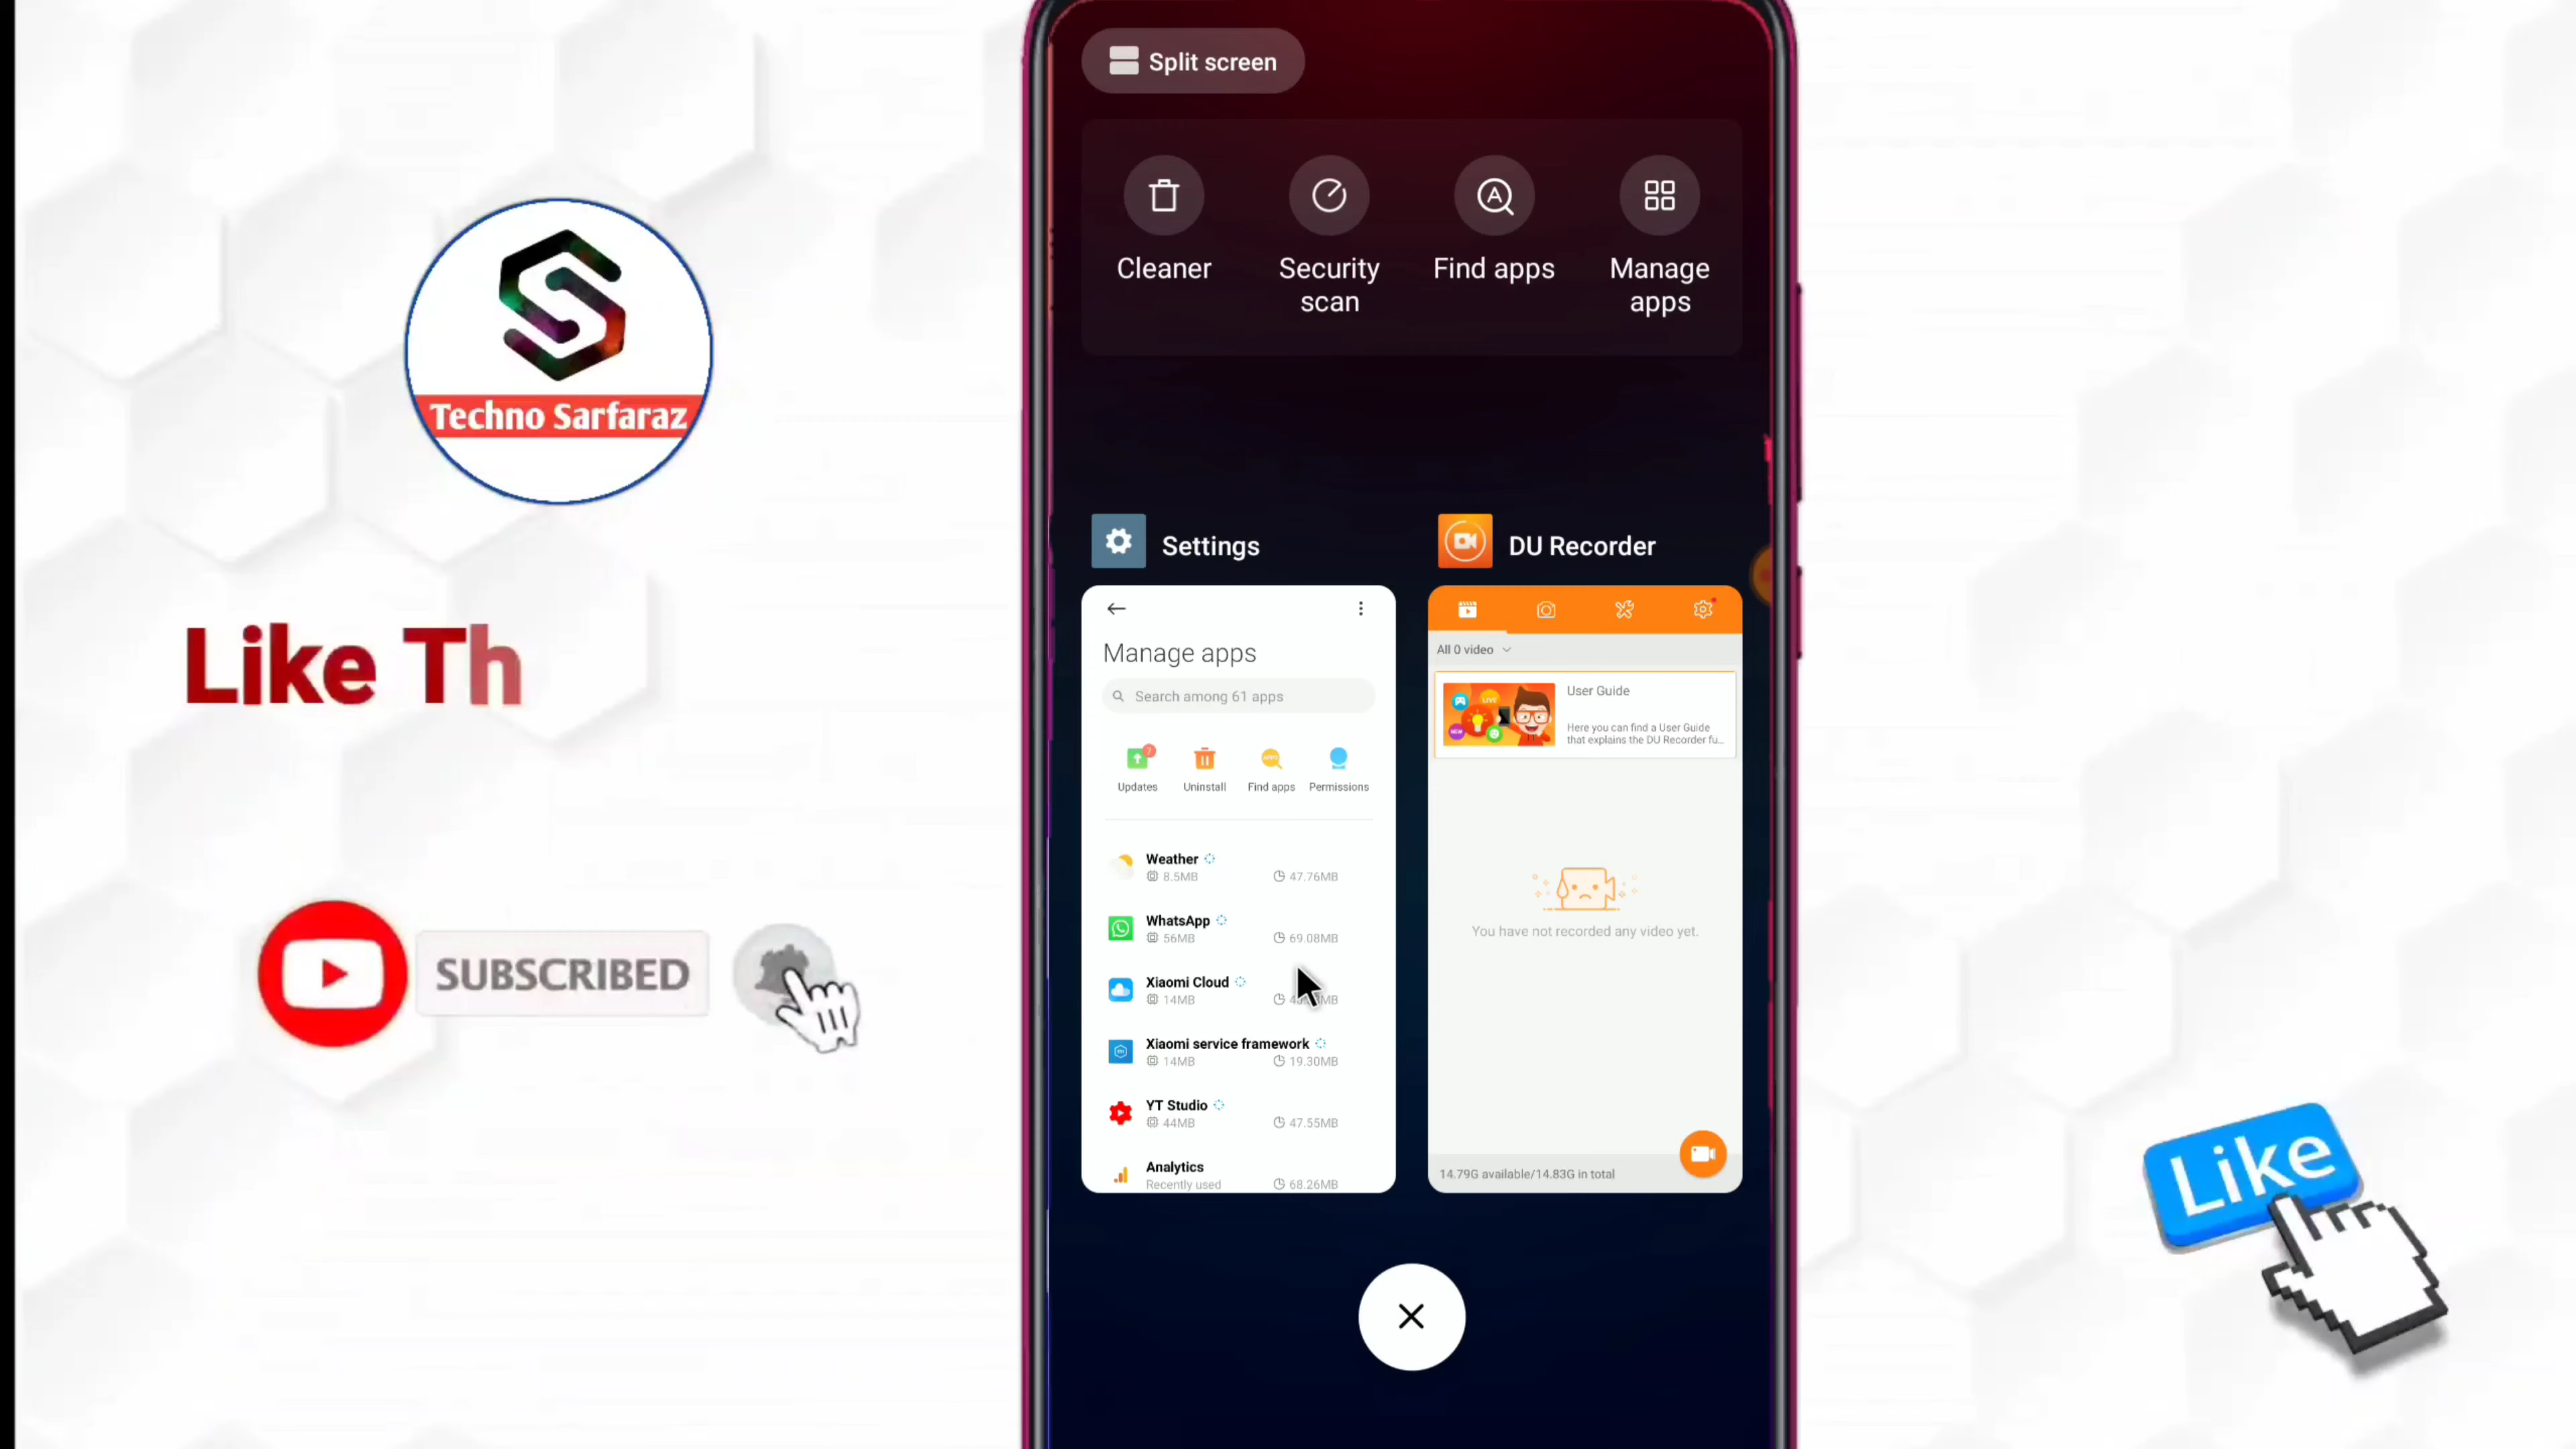 Split screen
Cleaner
Security
scan
Find apps
Manage
apps
Techno Sarfaraz
Like Th
SUBSCRIBED
Settings
Manage apps
Search among 61 apps
7
Updates
Uninstall
Find apps
Permissions
Weather
8.5MB
47.76MB
WhatsApp
56MB
69.08MB
Xiaomi Cloud
14MB
Xiaomi service framework
14MB
19.30MB
YT Studio
44MB
47.55MB
Analytics
Recently used
68.26MB
DU Recorder
All 0 video
LIVE
NEW
User Guide
Here you can find a User Guide
that explains the DU Recorder fu...
You have not recorded any video yet.
14.79G available/14.83G in total
Like